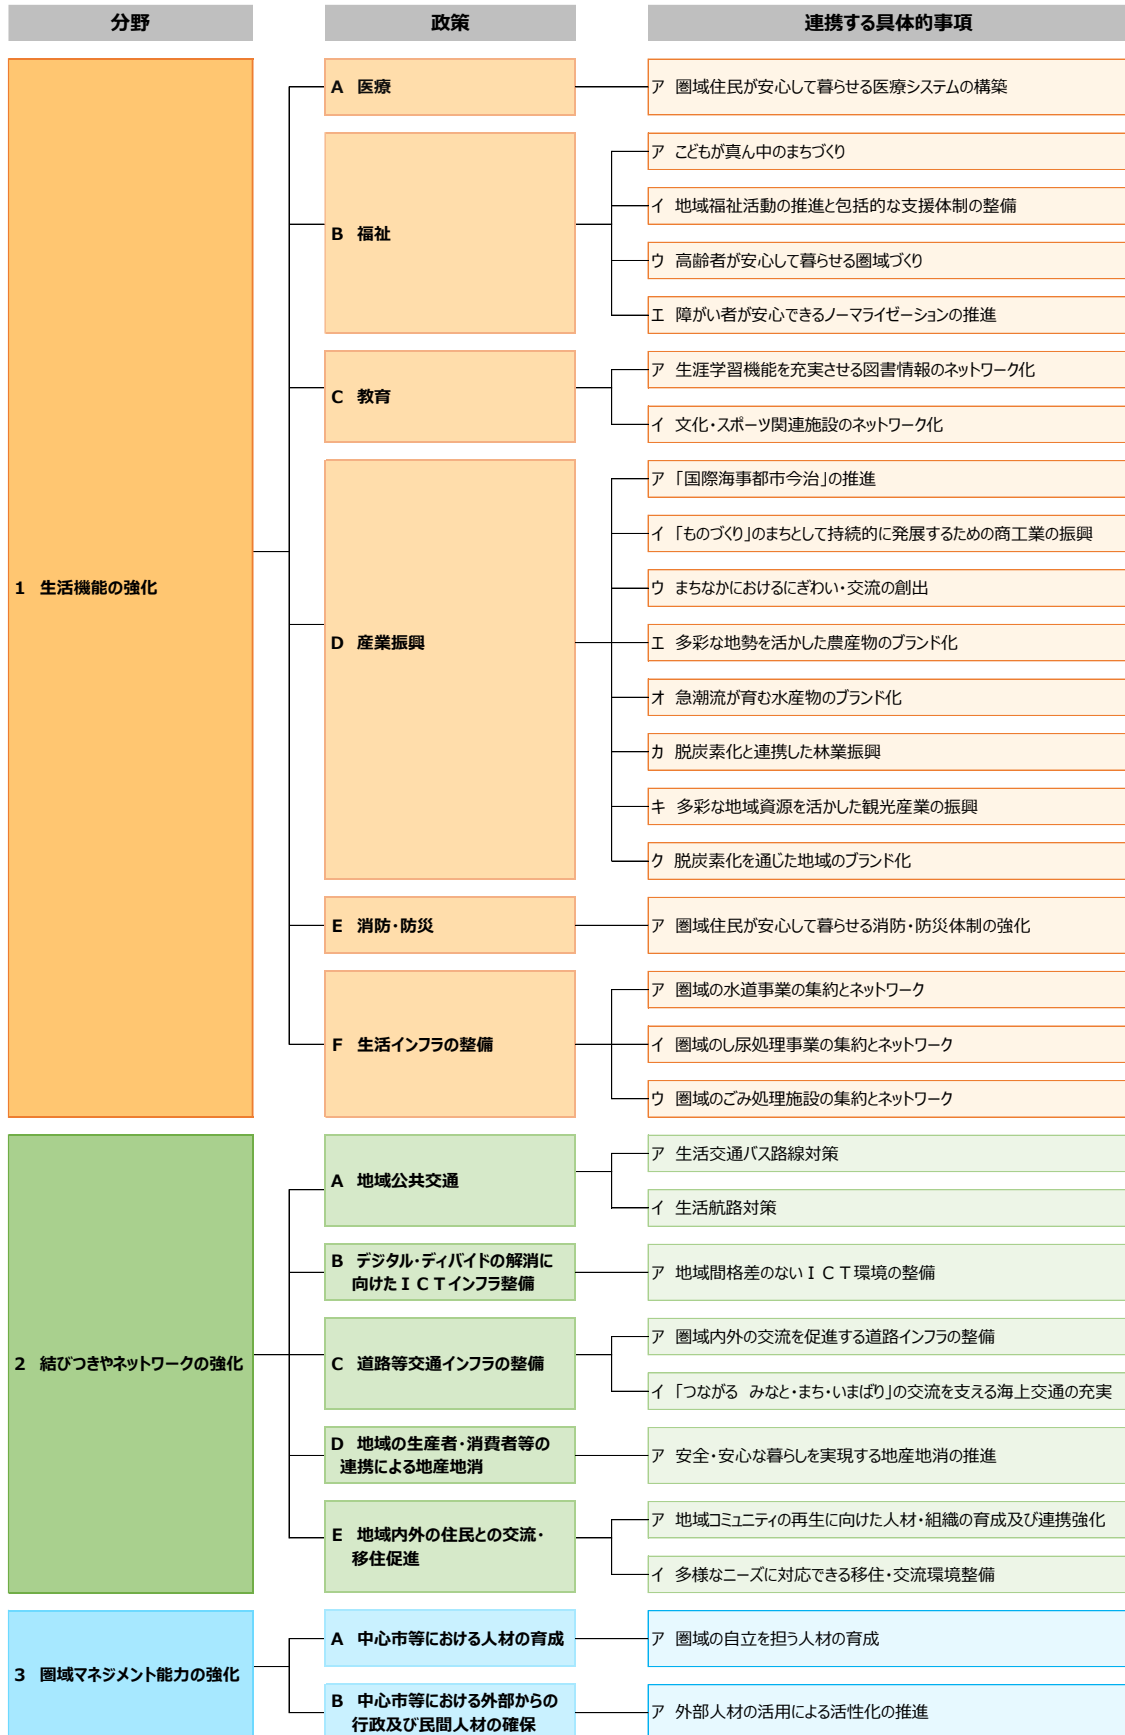 分野 政策 連携する具体的事項
1 生活機能の強化
A 医療
ア 圏域住民が安心して暮らせる医療システムの構築
B 福祉
ア こどもが真ん中のまちづくり
イ 地域福祉活動の推進と包括的な支援体制の整備
ウ 高齢者が安心して暮らせる圏域づくり
エ 障がい者が安心できるノーマライゼーションの推進
C 教育
ア 生涯学習機能を充実させる図書情報のネットワーク化
イ 文化・スポーツ関連施設のネットワーク化
D 産業振興
ア 「国際海事都市今治」の推進
イ 「ものづくり」のまちとして持続的に発展するための商工業の振興
ウ まちなかにおけるにぎわい・交流の創出
エ 多彩な地勢を活かした農産物のブランド化
オ 急潮流が育む水産物のブランド化
カ 脱炭素化と連携した林業振興
キ 多彩な地域資源を活かした観光産業の振興
ク 脱炭素化を通じた地域のブランド化
E 消防・防災
ア 圏域住民が安心して暮らせる消防・防災体制の強化
F 生活インフラの整備
ア 圏域の水道事業の集約とネットワーク
イ 圏域のし尿処理事業の集約とネットワーク
ウ 圏域のごみ処理施設の集約とネットワーク
2 結びつきやネットワークの強化
A 地域公共交通
ア 生活交通バス路線対策
イ 生活航路対策
B デジタル・ディバイドの解消に
向けたＩＣＴインフラ整備
ア 地域間格差のないＩＣＴ環境の整備
C 道路等交通インフラの整備
ア 圏域内外の交流を促進する道路インフラの整備
イ 「つながる みなと・まち・いまばり」の交流を支える海上交通の充実
D 地域の生産者・消費者等の
連携による地産地消
ア 安全・安心な暮らしを実現する地産地消の推進
E 地域内外の住民との交流・
移住促進
ア 地域コミュニティの再生に向けた人材・組織の育成及び連携強化
イ 多様なニーズに対応できる移住・交流環境整備
3 圏域マネジメント能力の強化
A 中心市等における人材の育成
ア 圏域の自立を担う人材の育成
B 中心市等における外部からの
行政及び民間人材の確保
ア 外部人材の活用による活性化の推進